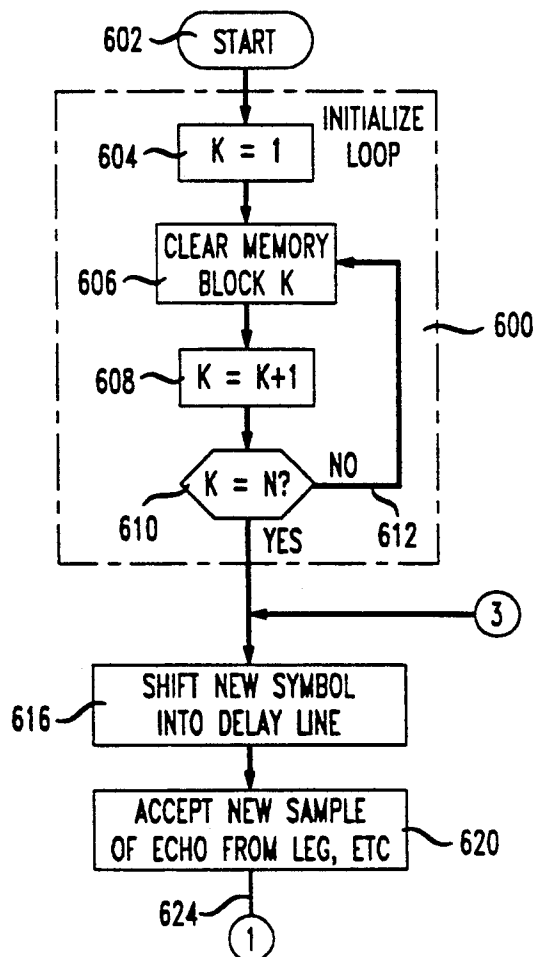 602
START
INITIALIZE
LOOP
604
K = 1
CLEAR MEMORY
BLOCK K
606
600
608
K = K+1
NO
K = N?
610
612
YES
3
SHIFT NEW SYMBOL
INTO DELAY LINE
616
ACCEPT NEW SAMPLE
OF ECHO FROM LEG, ETC
620
624
1